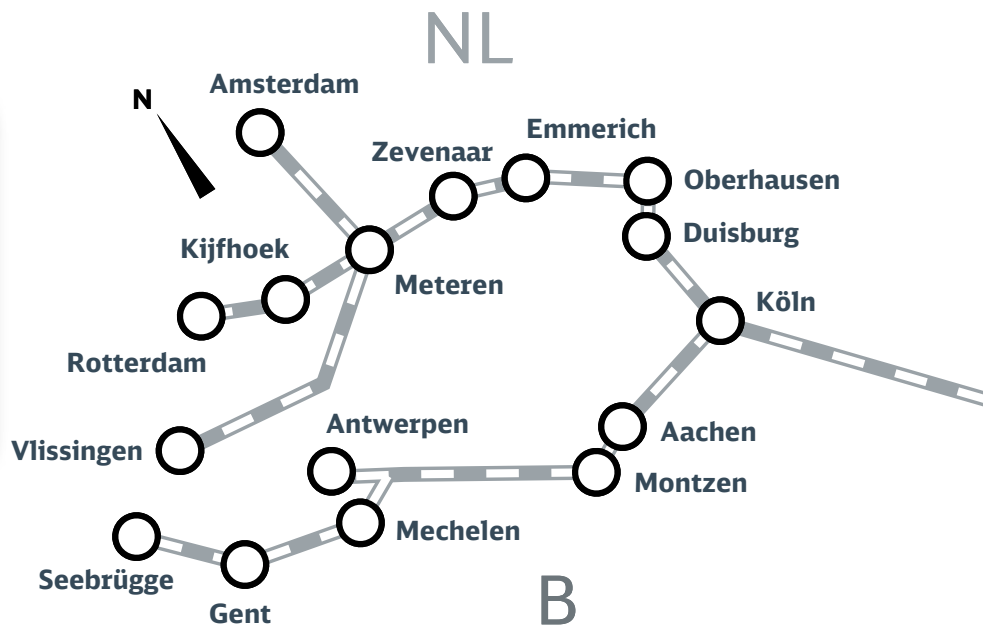 NL
Amsterdam
N
Emmerich
Zevenaar
Oberhausen
Duisburg
Kijfhoek
Meteren
Köln
Rotterdam
Antwerpen
Aachen
Vlissingen
Montzen
Mechelen
Seebrügge
Gent
B